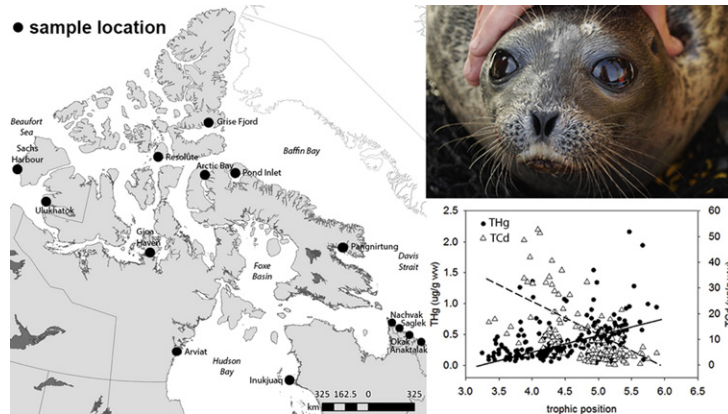 ● sample location
Beaufort
Sea
Sachs
Harbour
Ulukhatok
Grise Fjord
Resolute
Arctic Bay
Pond Inlet
Baffin Bay
Gjoa
Haven
Pangnirtung
Davis
Strait
Foxe
Basin
Nachvak
Saglek
Okak
Anaktalak
Arviat
Hudson
Bay
Inukjuaq
325 162.5 0 325
km
THg
TCd
THg (ug/g ww)
2.5
2.0
1.5
1.0
0.5
0.0
60
50
40
30
20
10
0
3.0 3.5 4.0 4.5 5.0 5.5 6.0 6.5
trophic position